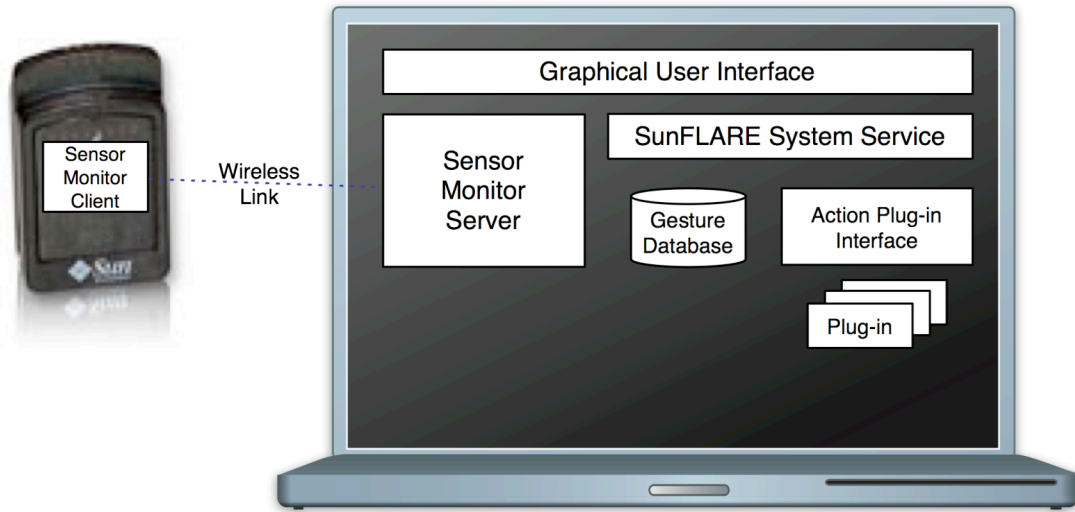 Graphical User Interface
Sensor
Monitor
Client
Wireless
Link
Sensor
Monitor
Server
SunFLARE System Service
Gesture
Database
Action Plug-in
Interface
Plug-in
Sun